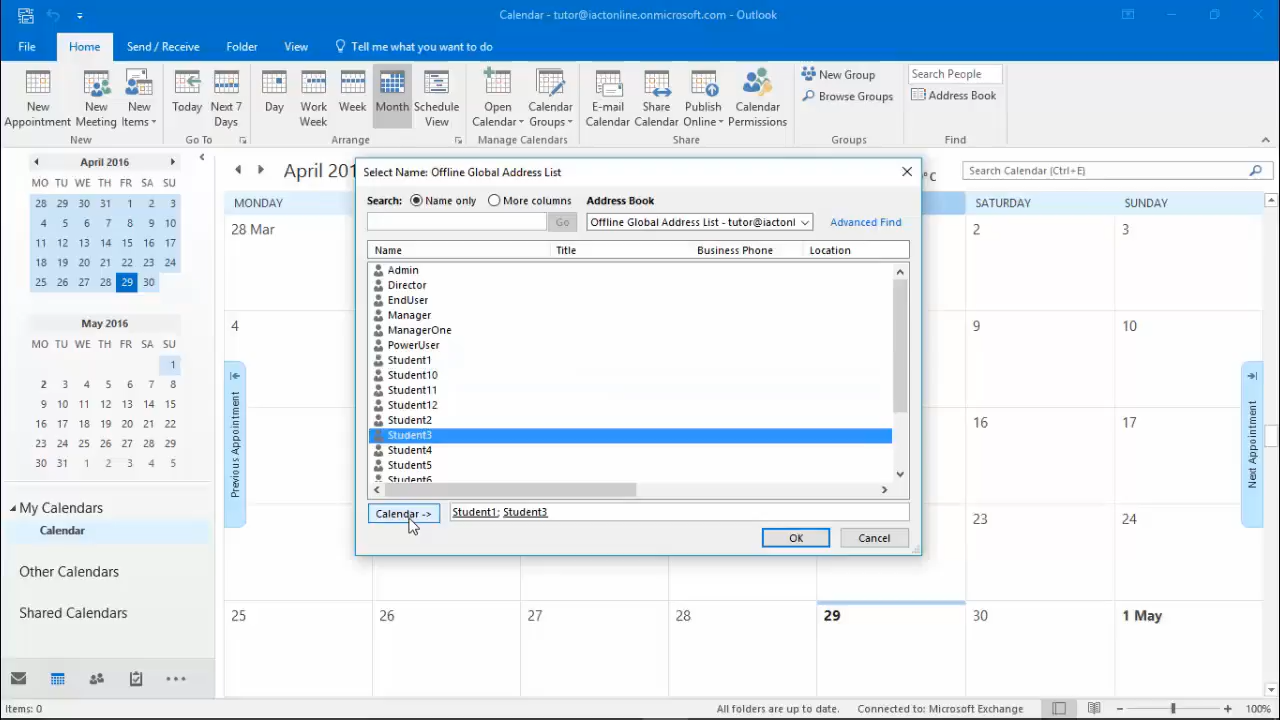 Calendar - tutor@iactonline.onmicrosoft.com - Outlook
File Home Send / Receive Folder View Tell me what you want to do
New Appointment
New Meeting
New Items
Today
Next 7 Days
Day
Work Week
Week
Month
Schedule View
Open Calendar
Calendar Groups
E-mail Calendar
Share Calendar
Publish Online
Calendar Permissions
New Group
Browse Groups
Search People
Address Book
New Go To Arrange Manage Calendars Share Groups Find
April 2016
MO TU WE TH FR SA SU
28 29 30 31 1 2 3
4 5 6 7 8 9 10
11 12 13 14 15 16 17
18 19 20 21 22 23 24
25 26 27 28 29 30
May 2016
MO TU WE TH FR SA SU
1
2 3 4 5 6 7 8
9 10 11 12 13 14 15
16 17 18 19 20 21 22
23 24 25 26 27 28 29
30 31 1 2 3 4 5
My Calendars
Calendar
Other Calendars
Shared Calendars
April 201
° C
Search Calendar (Ctrl+E)
MONDAY SATURDAY SUNDAY
28 Mar 2 3
4 9 10
16 17
23 24
25 26 27 28 29 30 1 May
Previous Appointment
Next Appointment
Select Name: Offline Global Address List
Search: Name only More columns Address Book
Go Offline Global Address List - tutor@iactonl Advanced Find
Name Title Business Phone Location
Admin
Director
EndUser
Manager
ManagerOne
PowerUser
Student1
Student10
Student11
Student12
Student2
Student3
Student4
Student5
Student6
Calendar -> Student1; Student3
OK Cancel
Items: 0 All folders are up to date. Connected to: Microsoft Exchange 100%